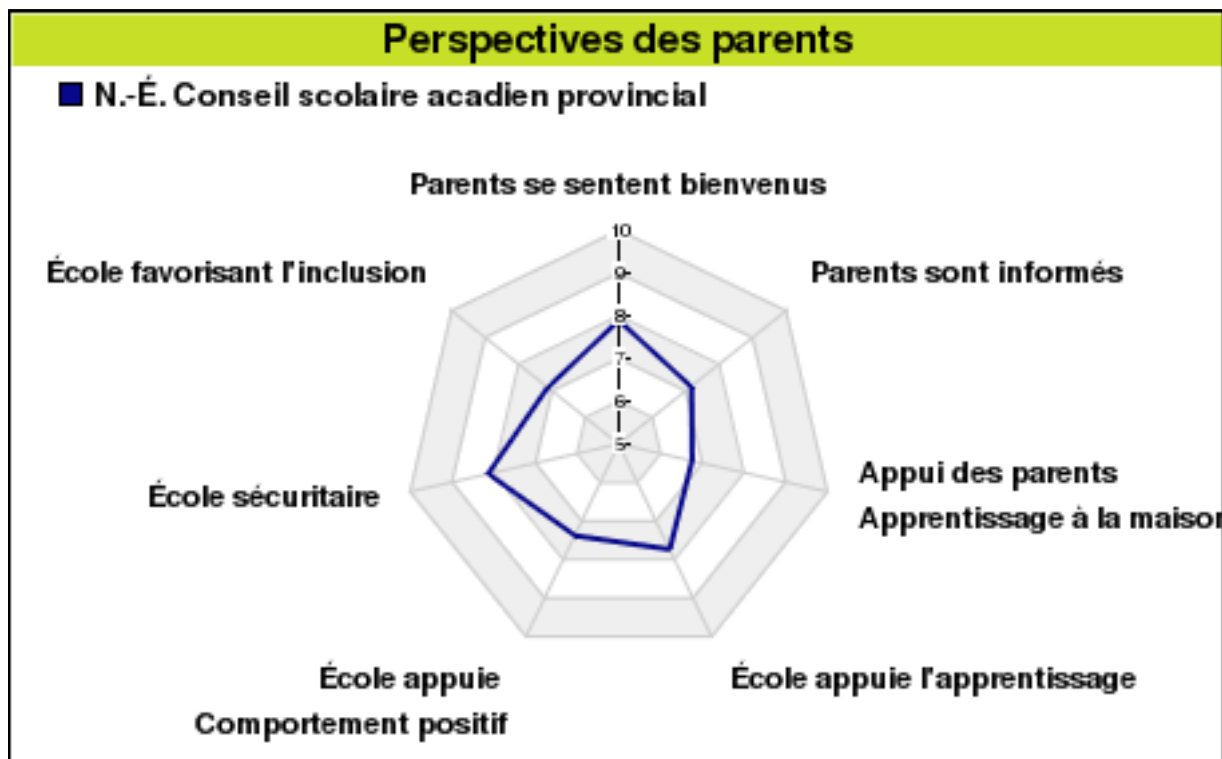 Perspectives des parents
N.-É. Conseil scolaire acadien provincial
Parents se sentent bienvenus
10
École favorisant l'inclusion
9
Parents sont informés
8
7
6
5
Appui des parents
École sécuritaire
Apprentissage à la maison
École appuie
École appuie l'apprentissage
Comportement positif